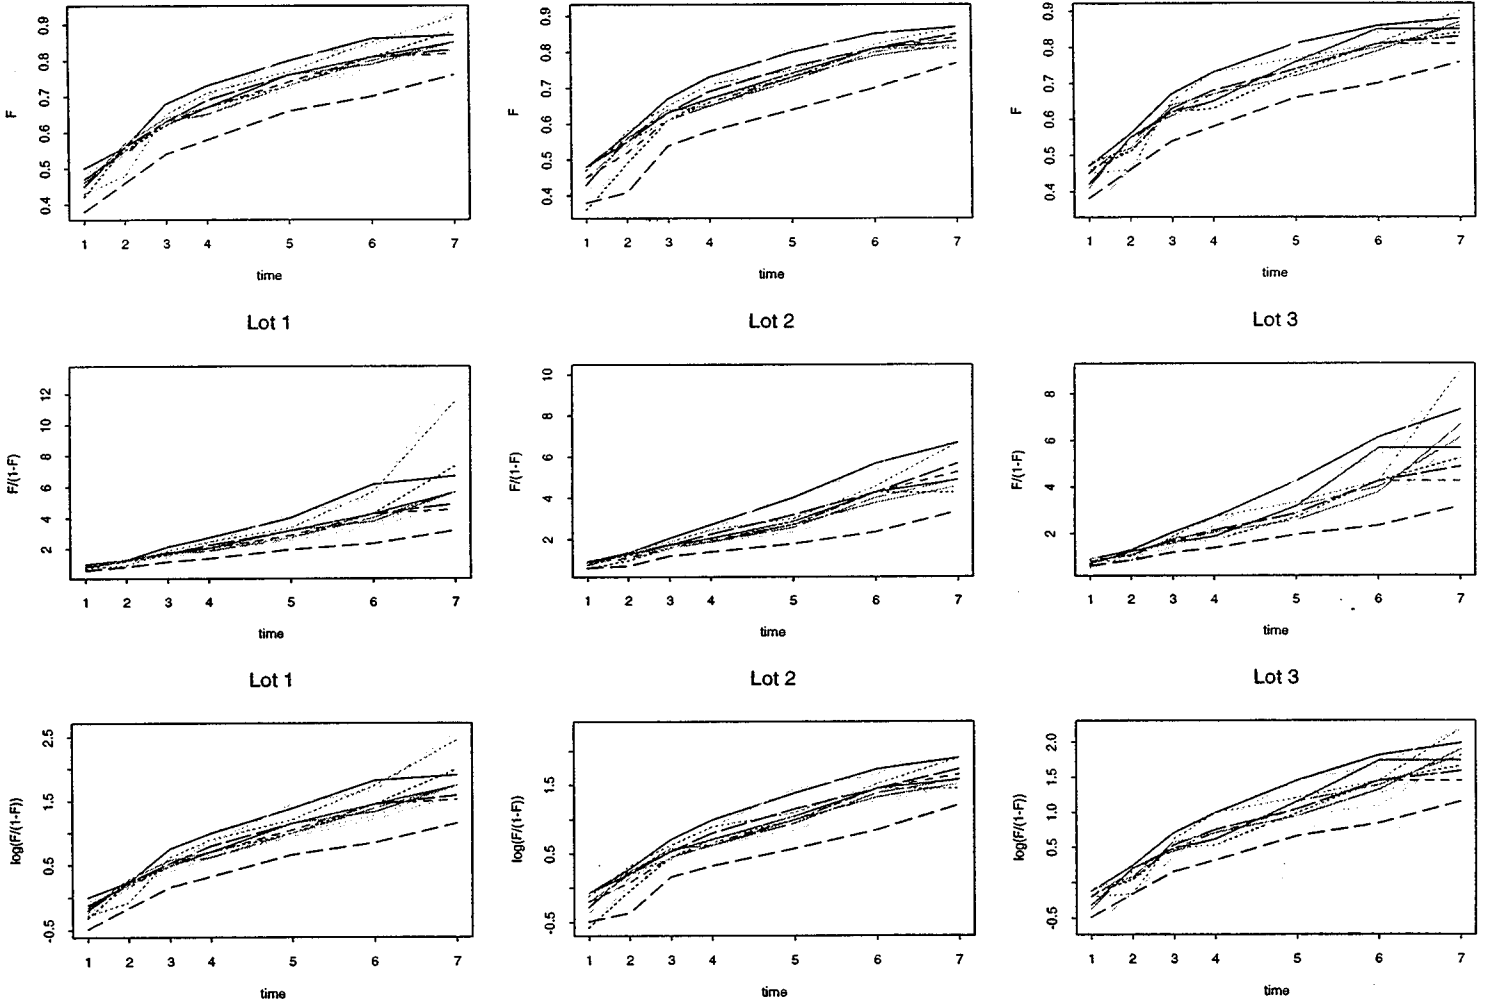 0.9 0.9 0.9
0.8 0.8 0.8
0.7 0.7 0.7
F F F
0.6 0.6 0.6
0.5 0.5 0.5
0.4 0.4 0.4
1 2 3 4 5 6 7 1 2 3 4 5 6 7 1 2 3 4 5 6 7
time time time
Lot 1 Lot 2 Lot 3
12 10 8
10 8 6
8 6 4
F/(1-F) F/(1-F) F/(1-F)
6 4 2
4 2
2
1 2 3 4 5 6 7 1 2 3 4 5 6 7 1 2 3 4 5 6 7
time time time
Lot 1 Lot 2 Lot 3
2.5 1.5 2.0
1.5 0.5 1.5
log(F/(1-F)) log(F/(1-F)) log(F/(1-F))
0.5 -0.5 1.0
-0.5 0.5
-0.5
1 2 3 4 5 6 7 1 2 3 4 5 6 7 1 2 3 4 5 6 7
time time time